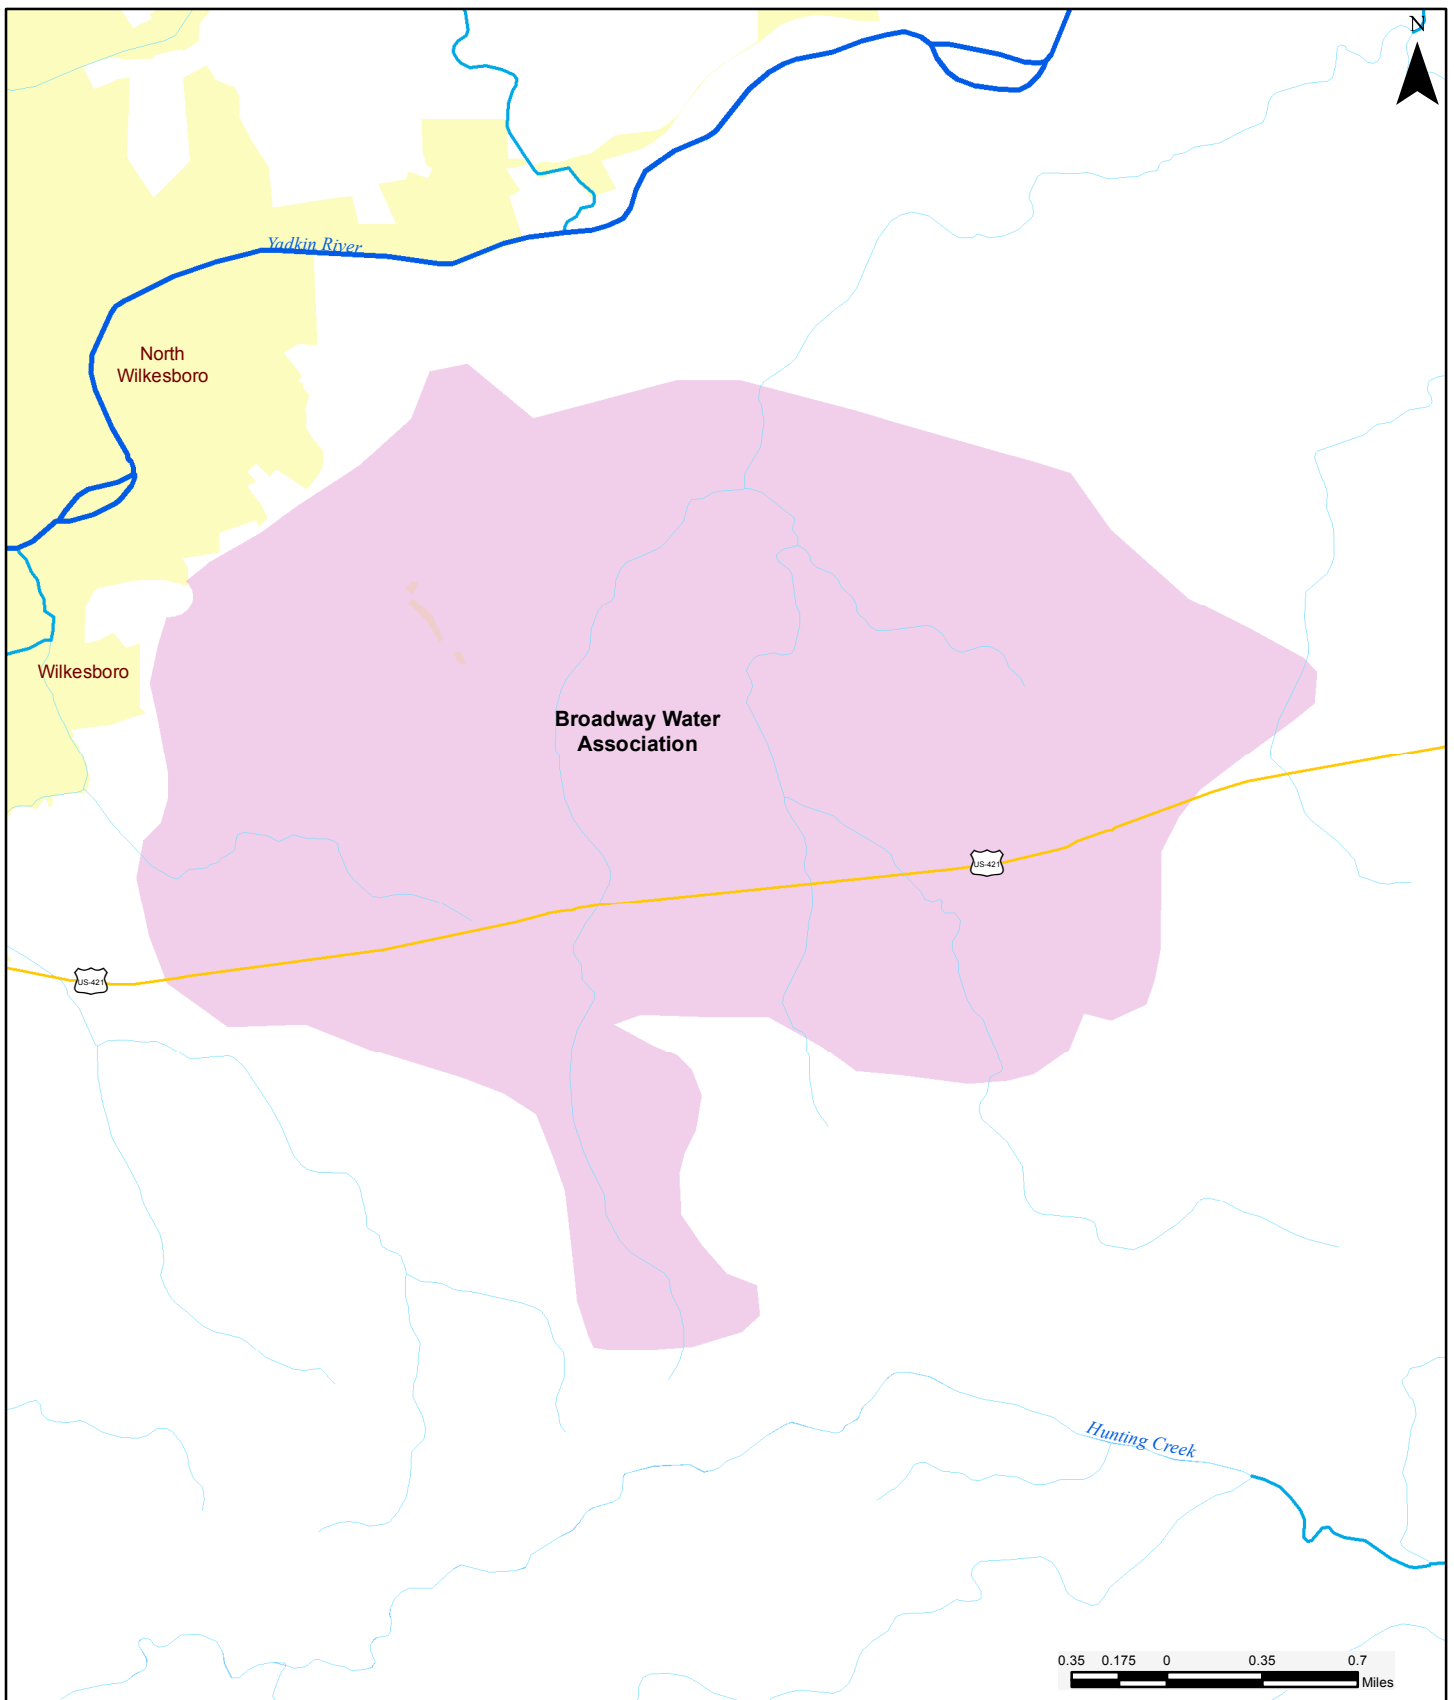 N
Yadkin River
North
Wilkesboro
Wilkesboro
Broadway Water
Association
US-421
US-421
Hunting Creek
0.35 0.175 0 0.35 0.7
Miles